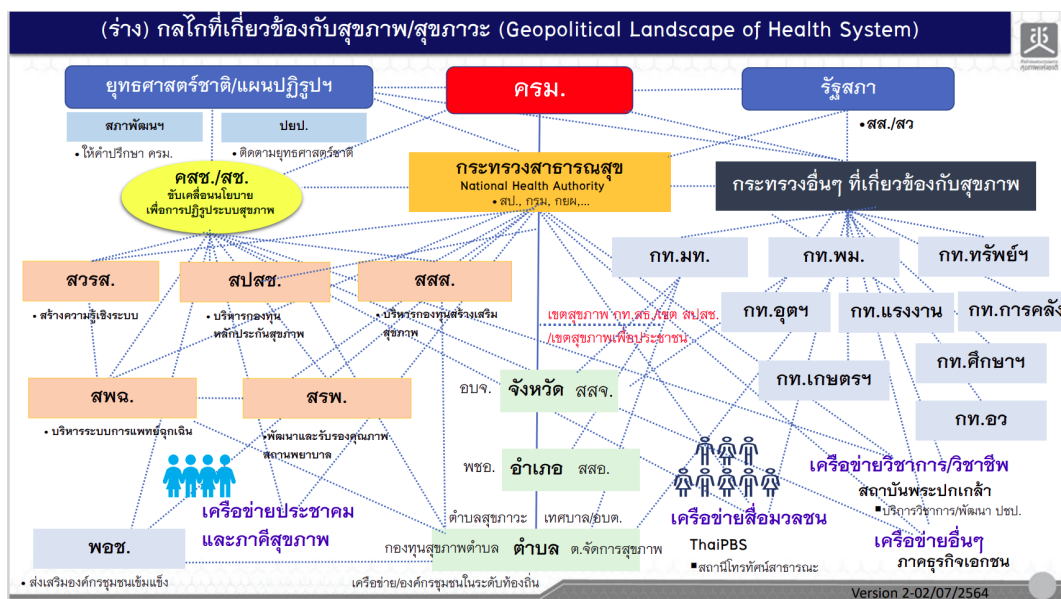 (ร่าง) กลไกที่เกี่ยวข้องกับสุขภาพ/สุขภาวะ (Geopolitical Landscape of Health System)
ยุทธศาสตร์ชาติ/แผนปฏิรูปฯ
ครม.
รัฐสภา
สภาพัฒนฯ
ปยป.
• สส./สว
• ให้คำปรึกษา ครม.
• ติดตามยุทธศาสตร์ชาติ
คสช./สช.
ขับเคลื่อนนโยบาย
เพื่อการปฏิรูประบบสุขภาพ
กระทรวงสาธารณสุข
National Health Authority
• สป., กรม, กยผ,...
กระทรวงอื่นๆ ที่เกี่ยวข้องกับสุขภาพ
สวรส.
สปสช.
สสส.
กท.มท.
กท.พม.
กท.ทรัพย์ฯ
• สร้างความรู้เชิงระบบ
• บริหารกองทุน
หลักประกันสุขภาพ
• บริหารกองทุนสร้างเสริม
สุขภาพ
เขตสุขภาพ กท.สธ./เขต สปสช.
/เขตสุขภาพเพื่อประชาชน
กท.อุตฯ
กท.แรงงาน
กท.การคลัง
กท.เกษตรฯ
กท.ศึกษาฯ
กท.อว
สพฉ.
สรพ.
อบจ.
จังหวัด
สสจ.
• บริหารระบบการแพทย์ฉุกเฉิน
• พัฒนาและรับรองคุณภาพ
สถานพยาบาล
พชอ.
อำเภอ
สสอ.
เครือข่ายประชาคม
และภาคีสุขภาพ
ตำบลสุขภาวะ
เทศบาล/อบต.
กองทุนสุขภาพตำบล
ตำบล
ต.จัดการสุขภาพ
เครือข่ายสื่อมวลชน
ThaiPBS
▪ สถานีโทรทัศน์สาธารณะ
เครือข่ายวิชาการ/วิชาชีพ
สถาบันพระปกเกล้า
▪ บริการวิชาการ/พัฒนา ปชป.
เครือข่ายอื่นๆ
ภาคธุรกิจเอกชน
พอช.
• ส่งเสริมองค์กรชุมชนเข้มแข็ง
เครือข่าย/องค์กรชุมชนในระดับท้องถิ่น
Version 2-02/07/2564